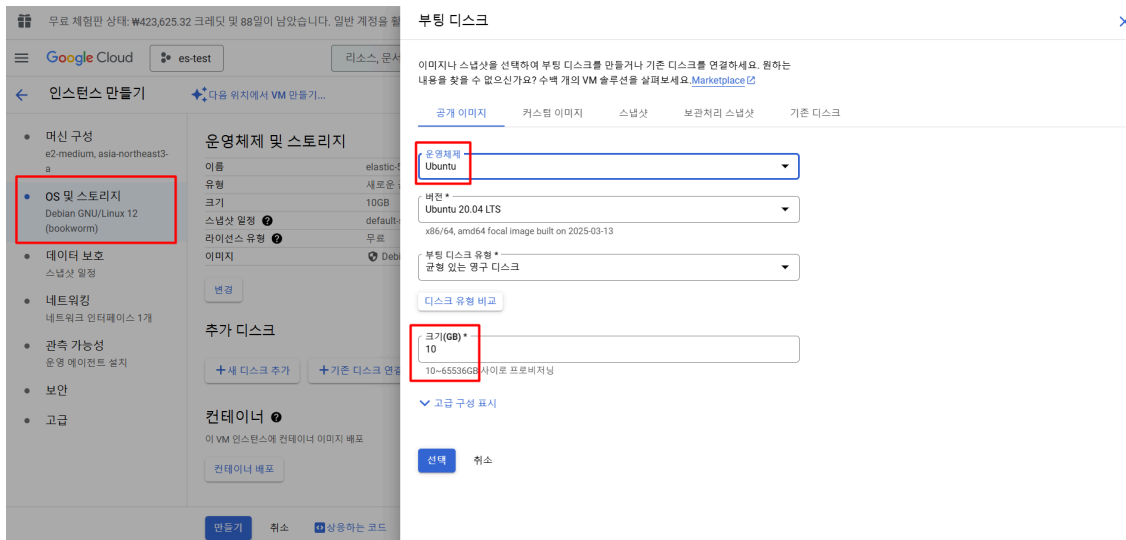 무료 체험판 상태: ₩423,625.32 크레딧 및 88일이 남았습니다. 일반 계정을 활
Google Cloud
es-test
리소스, 문서
인스턴스 만들기
다음 위치에서 VM 만들기...
머신 구성
e2-medium, asia-northeast3-
a
OS 및 스토리지
Debian GNU/Linux 12
(bookworm)
데이터 보호
스냅샷 일정
네트워킹
네트워크 인터페이스 1개
관측 가능성
운영 에이전트 설치
보안
고급
운영체제 및 스토리지
이름 elastic-
유형 새로운
크기 10GB
스냅샷 일정 default-
라이선스 유형 무료
이미지 Debi
변경
추가 디스크
새 디스크 추가
기존 디스크 연결
컨테이너
이 VM 인스턴스에 컨테이너 이미지 배포
컨테이너 배포
만들기
취소
상응하는 코드
부팅 디스크
이미지나 스냅샷을 선택하여 부팅 디스크를 만들거나 기존 디스크를 연결하세요. 원하는
내용을 찾을 수 없으신가요? 수백 개의 VM 솔루션을 살펴보세요.Marketplace
공개 이미지
커스텀 이미지
스냅샷
보관처리 스냅샷
기존 디스크
운영체제
Ubuntu
버전 *
Ubuntu 20.04 LTS
x86/64, amd64 focal image built on 2025-03-13
부팅 디스크 유형 *
균형 있는 영구 디스크
디스크 유형 비교
크기(GB) *
10
10~65536GB 사이로 프로비저닝
고급 구성 표시
선택
취소